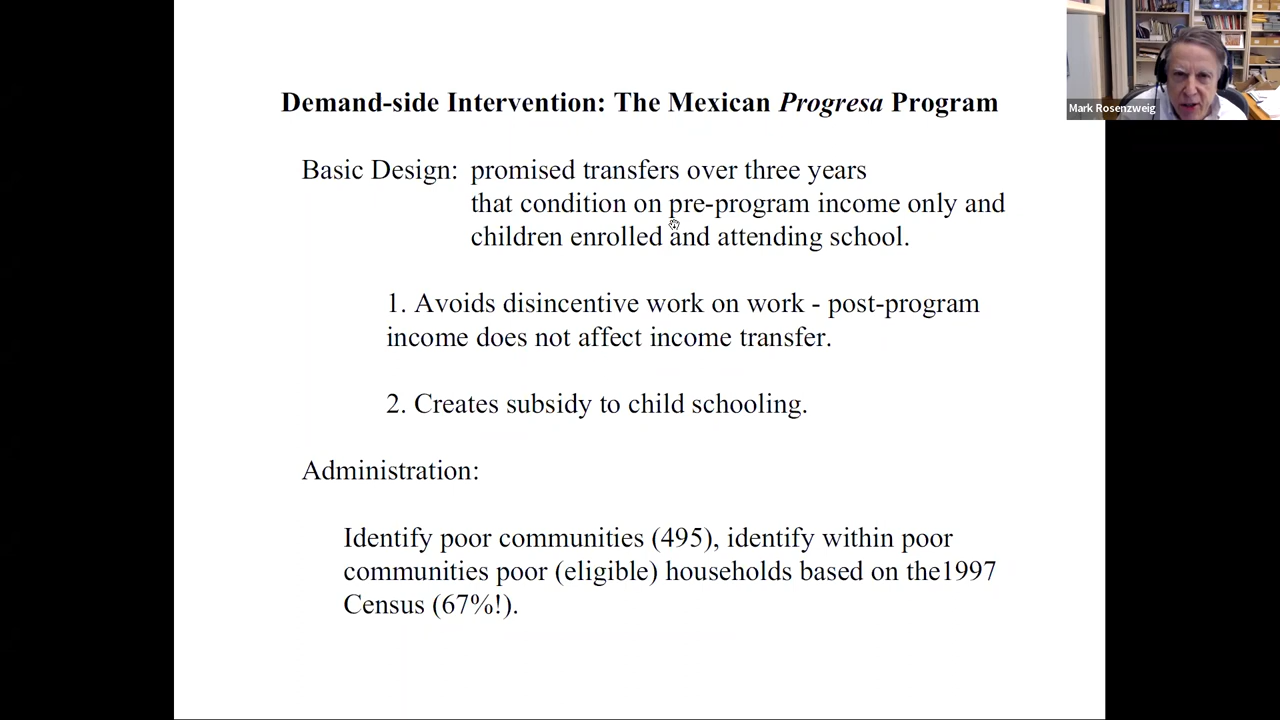 Demand-side Intervention: The Mexican Progresa Program
Mark Rosenzweig
Basic Design: promised transfers over three years
that condition on pre-program income only and
children enrolled and attending school.
1. Avoids disincentive work on work - post-program
income does not affect income transfer.
2. Creates subsidy to child schooling.
Administration:
Identify poor communities (495), identify within poor
communities poor (eligible) households based on the1997
Census (67%!).